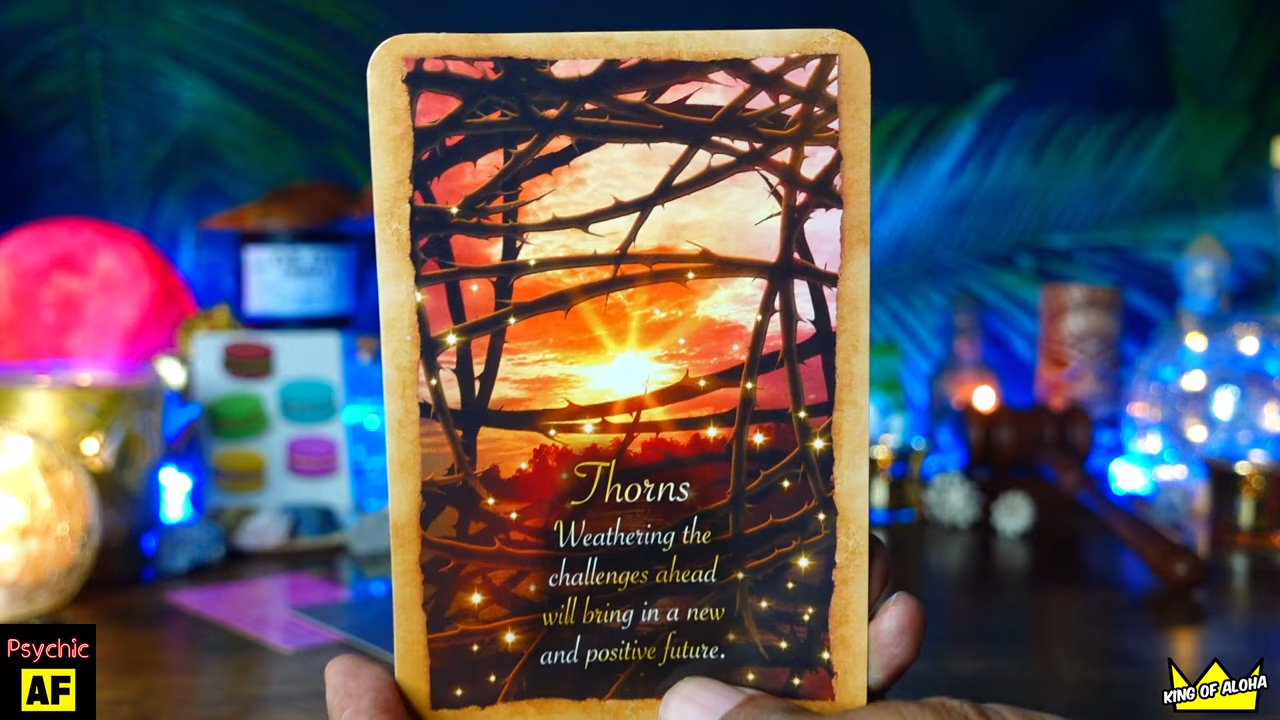 Thorns
Weathering the
challenges ahead
will bring in a new
and positive future.
Psychic
AF
KING OF ALOHA